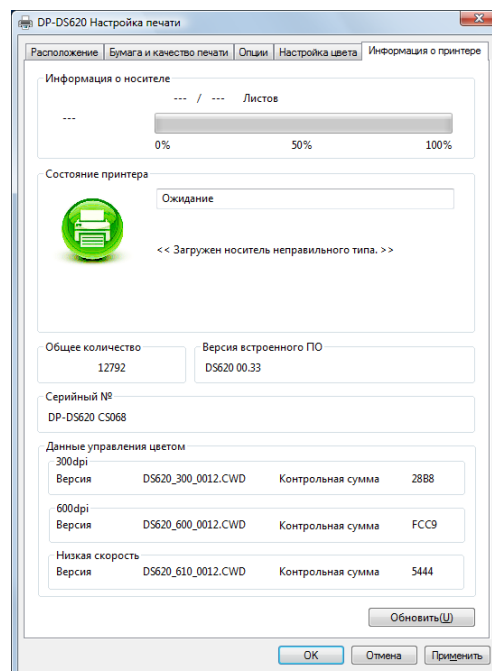 DP-DS620 Настройка печати
Расположение Бумага и качество печати Опции Настройка цвета Информация о принтере
Информация о носителе
--- / --- Листов
---
0% 50% 100%
Состояние принтера
Ожидание
<< Загружен носитель неправильного типа. >>
Общее количество Версия встроенного ПО
12792 DS620 00.33
Серийный №
DP-DS620 CS068
Данные управления цветом
300dpi
Версия DS620_300_0012.CWD Контрольная сумма 28B8
600dpi
Версия DS620_600_0012.CWD Контрольная сумма FCC9
Низкая скорость
Версия DS620_610_0012.CWD Контрольная сумма 5444
Обновить(U)
OK Отмена Применить